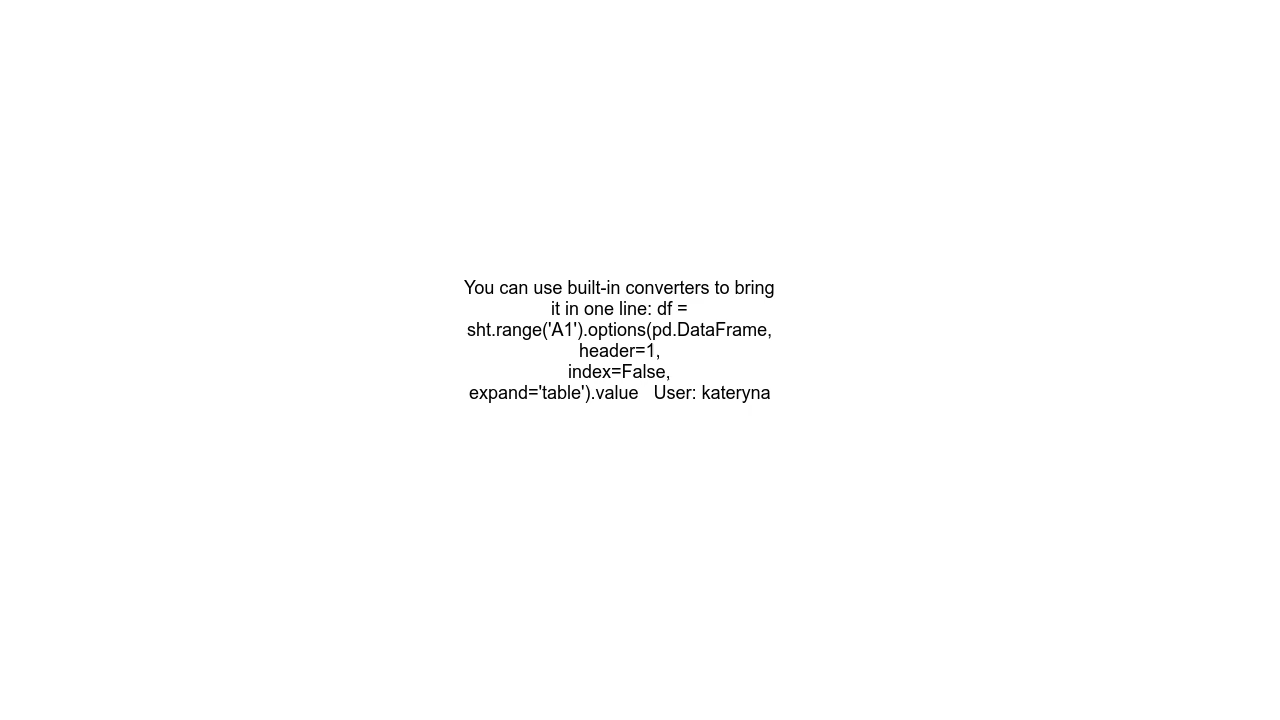 You can use built-in converters to bring
it in one line: df =
sht.range('A1').options(pd.DataFrame,
header=1,
index=False,
expand='table').value   User: kateryna